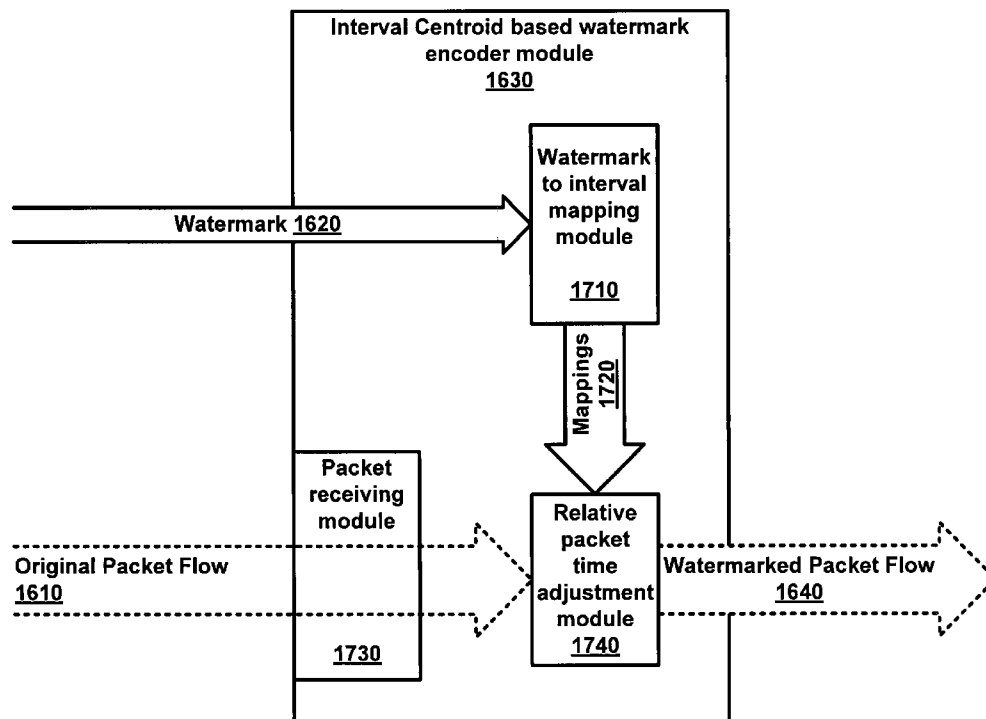 Interval Centroid based watermark
encoder module
1630
Watermark
to interval
mapping
module
1710
Watermark 1620
Mappings
1720
Packet
receiving
module
1730
Original Packet Flow
1610
Relative
packet
time
adjustment
module
1740
Watermarked Packet Flow
1640